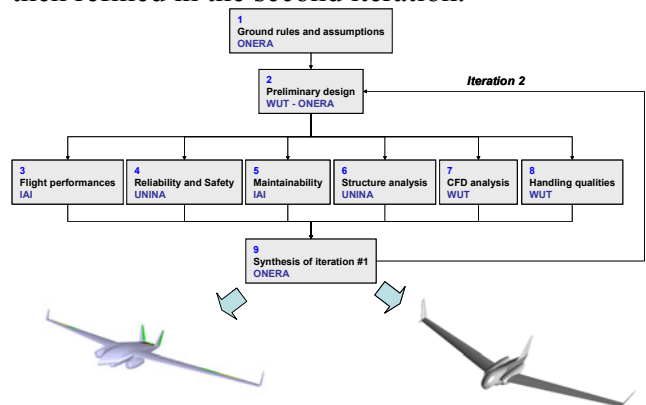 then refined in the second iteration.
1
Ground rules and assumptions
ONERA
2
Preliminary design
WUT - ONERA
Iteration 2
3
Flight performances
IAI
4
Reliability and Safety
UNINA
5
Maintainability
IAI
6
Structure analysis
UNINA
7
CFD analysis
WUT
8
Handling qualities
WUT
9
Synthesis of iteration #1
ONERA